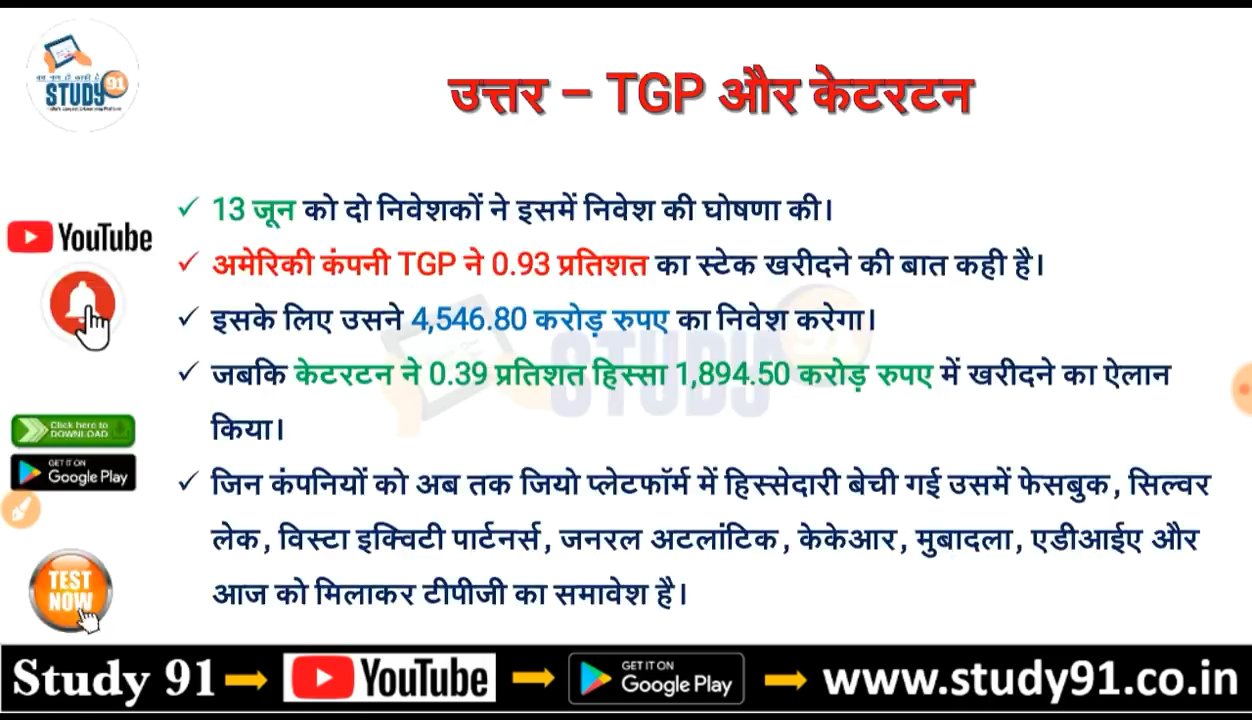 91
STUDY
उत्तर – TGP और केटरटन
✓ 13 जून को दो निवेशकों ने इसमें निवेश की घोषणा की।
YouTube
✓ अमेरिकी कंपनी TGP ने 0.93 प्रतिशत का स्टेक खरीदने की बात कही है।
✓ इसके लिए उसने 4,546.80 करोड़ रुपए का निवेश करेगा।
STUDY 91
✓ जबकि केटरटन ने 0.39 प्रतिशत हिस्सा 1,894.50 करोड़ रुपए में खरीदने का ऐलान
किया।
Click here to
DOWNLOAD
GET IT ON
Google Play
✓ जिन कंपनियों को अब तक जियो प्लेटफॉर्म में हिस्सेदारी बेची गई उसमें फेसबुक, सिल्वर
लेक, विस्टा इक्विटी पार्टनर्स, जनरल अटलांटिक, केकेआर, मुबादला, एडीआईए और
आज को मिलाकर टीपीजी का समावेश है।
TEST
NOW
Study 91 YouTube GET IT ON Google Play www.study91.co.in